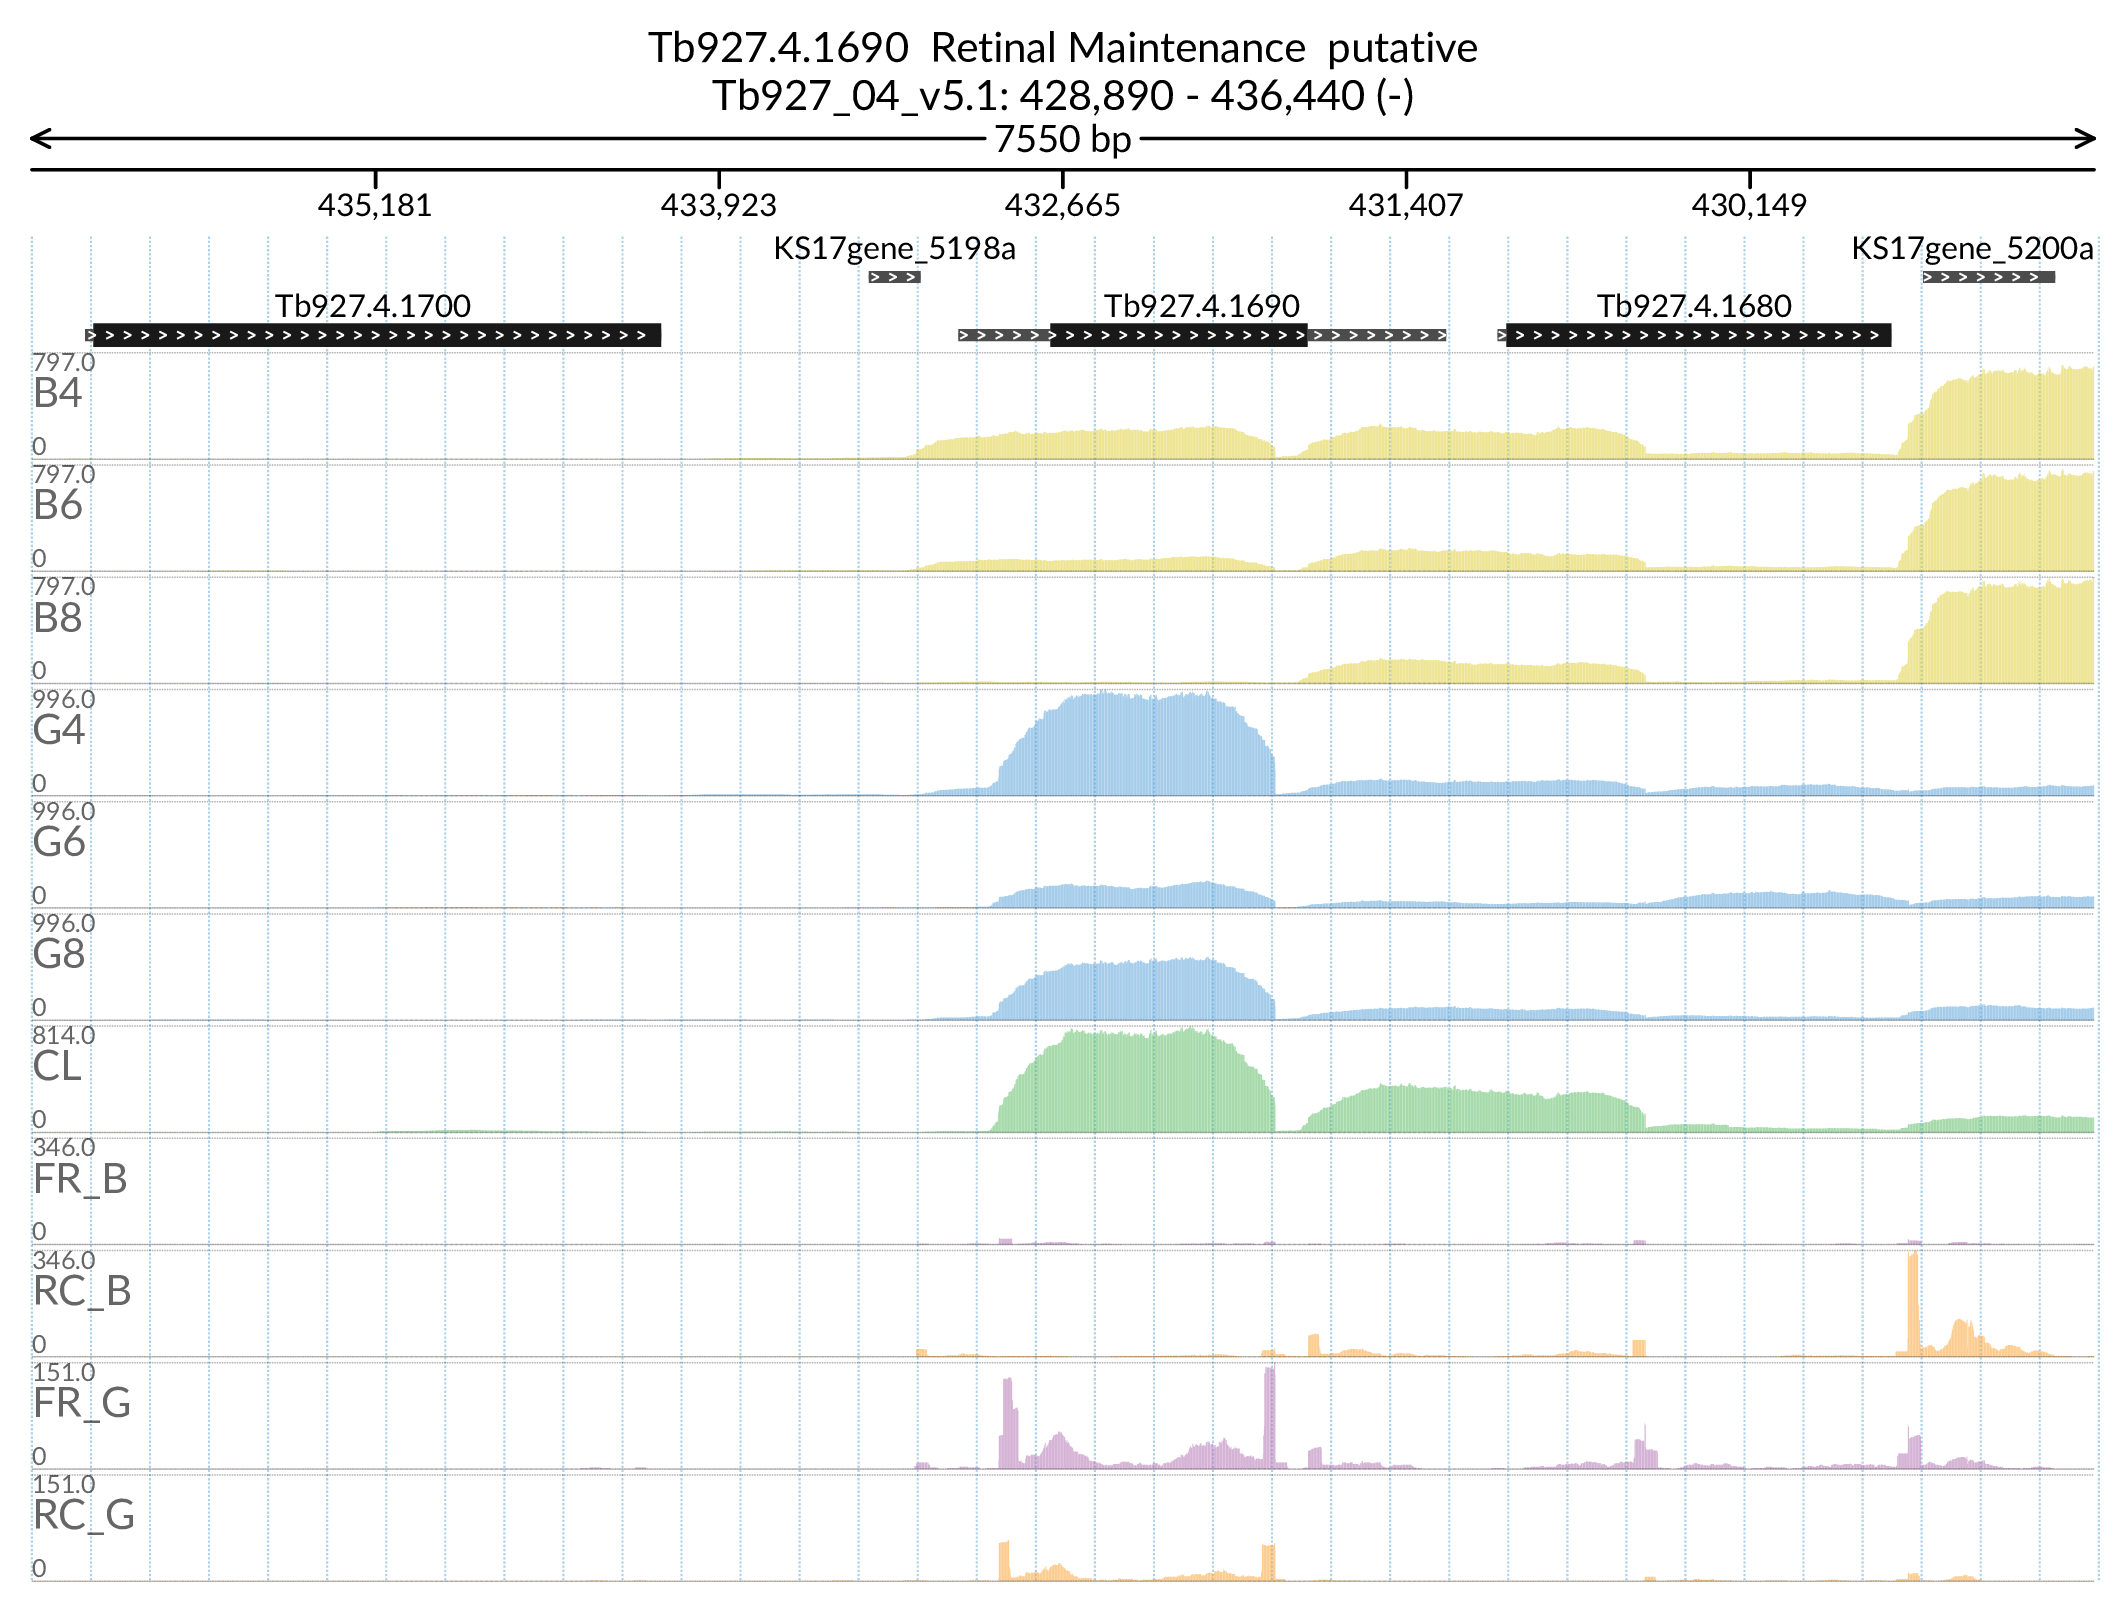 Tb927.4.1690 Retinal Maintenance putative
Tb927_04_v5.1: 428,890 - 436,440 (-)
7550 bp
435,181 433,923 432,665 431,407 430,149
KS17gene_5198a KS17gene_5200a
Tb927.4.1700 Tb927.4.1690 Tb927.4.1680
797.0
B4
0
797.0
B6
0
797.0
B8
0
996.0
G4
0
996.0
G6
0
996.0
G8
0
814.0
CL
0
346.0
FR_B
0
346.0
RC_B
0
151.0
FR_G
0
151.0
RC_G
0